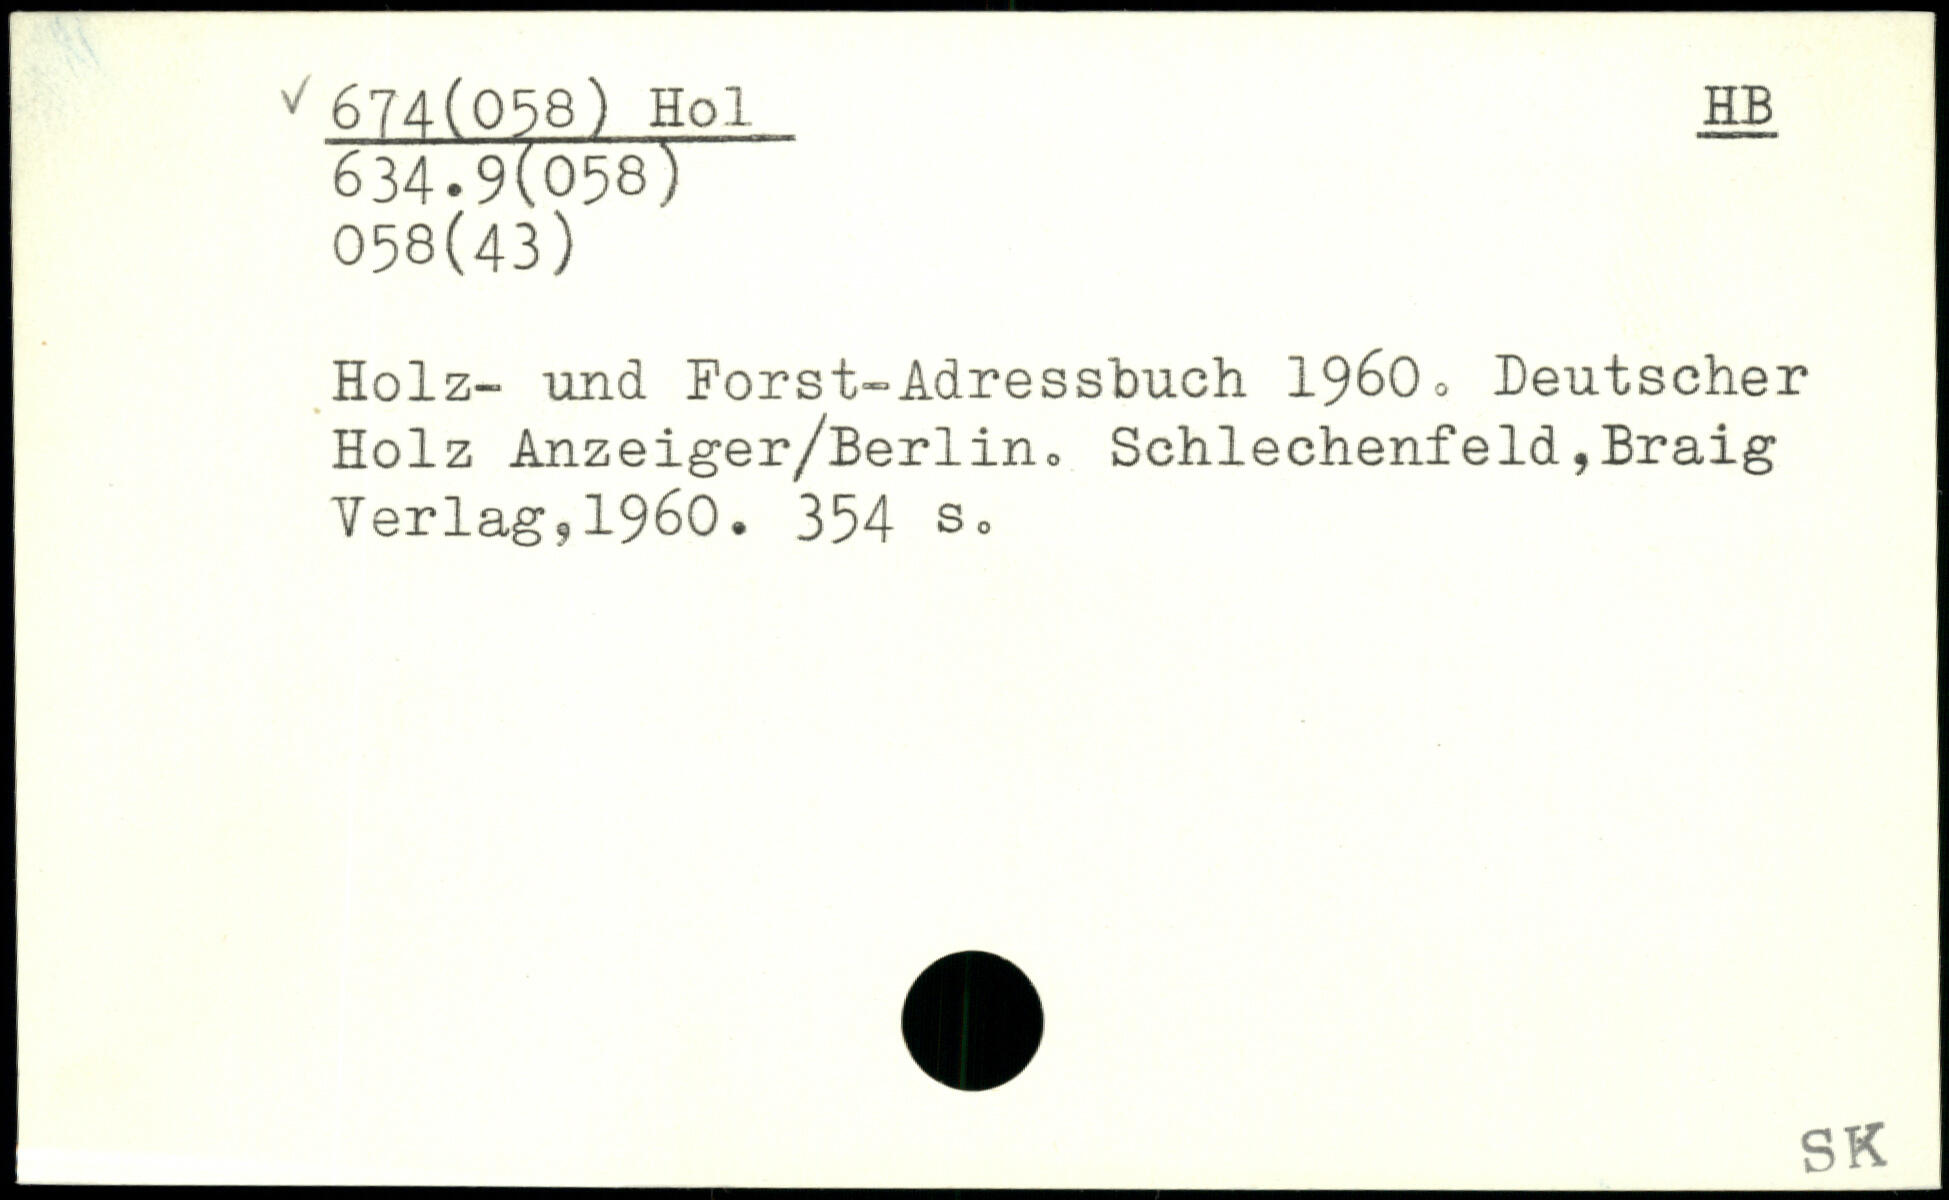 ✓ 674(058) Hol HB
634.9(058)
058(43)
Holz- und Forst-Adressbuch 1960. Deutscher
Holz Anzeiger/Berlin. Schlechenfeld,Braig
Verlag,1960. 354 s.
SK